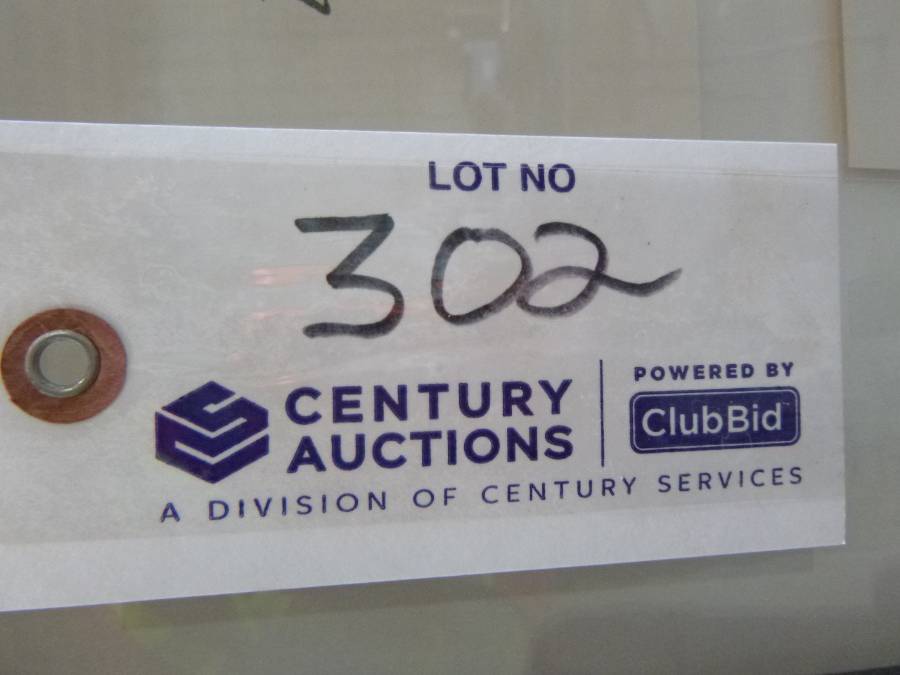 LOT NO
302
CENTURY
AUCTIONS
POWERED BY
ClubBid
A DIVISION OF CENTURY SERVICES